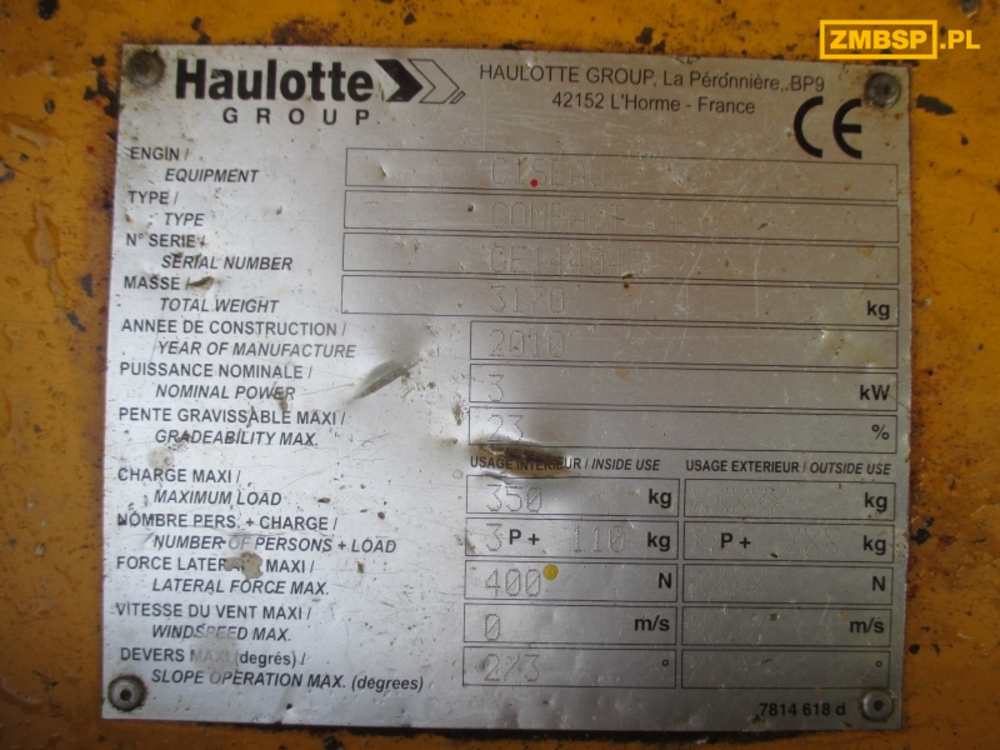 ZMBSP.PL
Haulotte
GROUP
HAULOTTE GROUP, La Péronnière, BP9
42152 L'Horme - France
CE
ENGIN /
EQUIPMENT
TYPE /
TYPE
N° SERIE /
SERIAL NUMBER
MASSE /
TOTAL WEIGHT 3170 kg
ANNEE DE CONSTRUCTION /
YEAR OF MANUFACTURE 2010
PUISSANCE NOMINALE /
NOMINAL POWER 3 kW
PENTE GRAVISSABLE MAXI /
GRADEABILITY MAX. 23 %
USAGE INTERIEUR / INSIDE USE USAGE EXTERIEUR / OUTSIDE USE
CHARGE MAXI /
MAXIMUM LOAD 350 kg kg
NOMBRE PERS. + CHARGE /
NUMBER OF PERSONS + LOAD 3 P + 110 kg P + kg
FORCE LATERALE MAXI /
LATERAL FORCE MAX. 400 N N
VITESSE DU VENT MAXI /
WINDSPEED MAX. 0 m/s m/s
DEVERS MAXI (degrés) /
SLOPE OPERATION MAX. (degrees) 2/3 ° °
7814 618 d